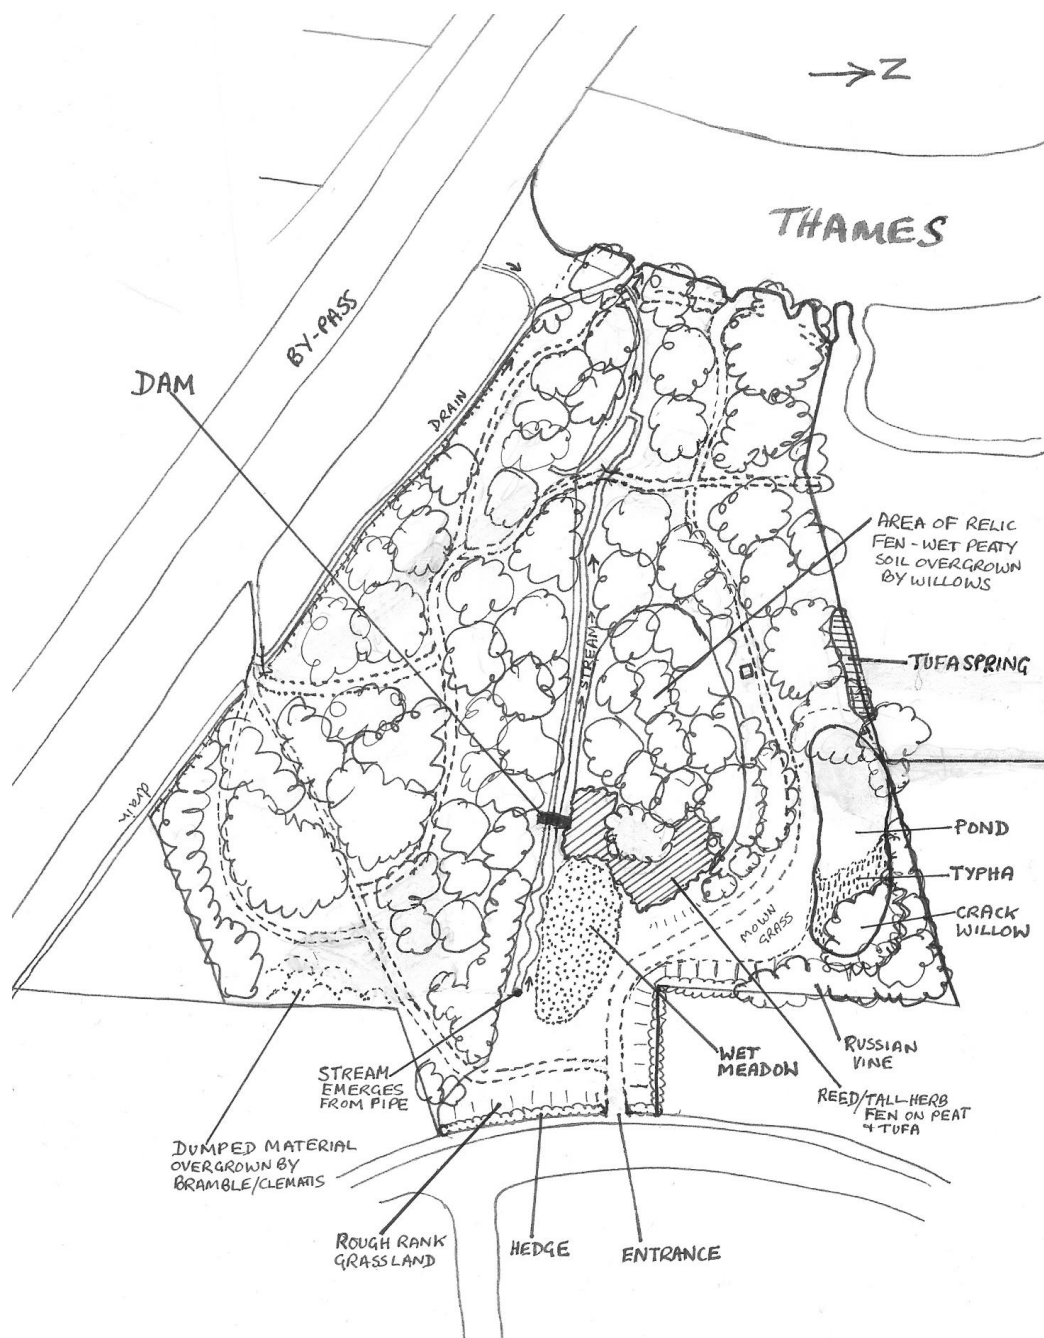 N
THAMES
BY-PASS
DAM
DRAIN
AREA OF RELIC
FEN - WET PEATY
SOIL OVERGROWN
BY WILLOWS
STREAM
TUFA SPRING
drain
POND
TYPHA
MOWN
GRASS
CRACK
WILLOW
WET
MEADOW
RUSSIAN
VINE
STREAM
EMERGES
FROM PIPE
REED/TALL HERB
FEN ON PEAT
& TUFA
DUMPED MATERIAL
OVERGROWN BY
BRAMBLE/CLEMATIS
ROUGH RANK
GRASSLAND
HEDGE
ENTRANCE